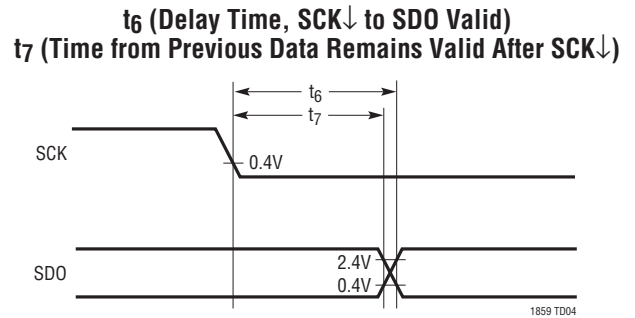 t6 (Delay Time, SCK↓ to SDO Valid)
t7 (Time from Previous Data Remains Valid After SCK↓)
t6
t7
SCK
0.4V
2.4V
SDO
0.4V
1859 TD04